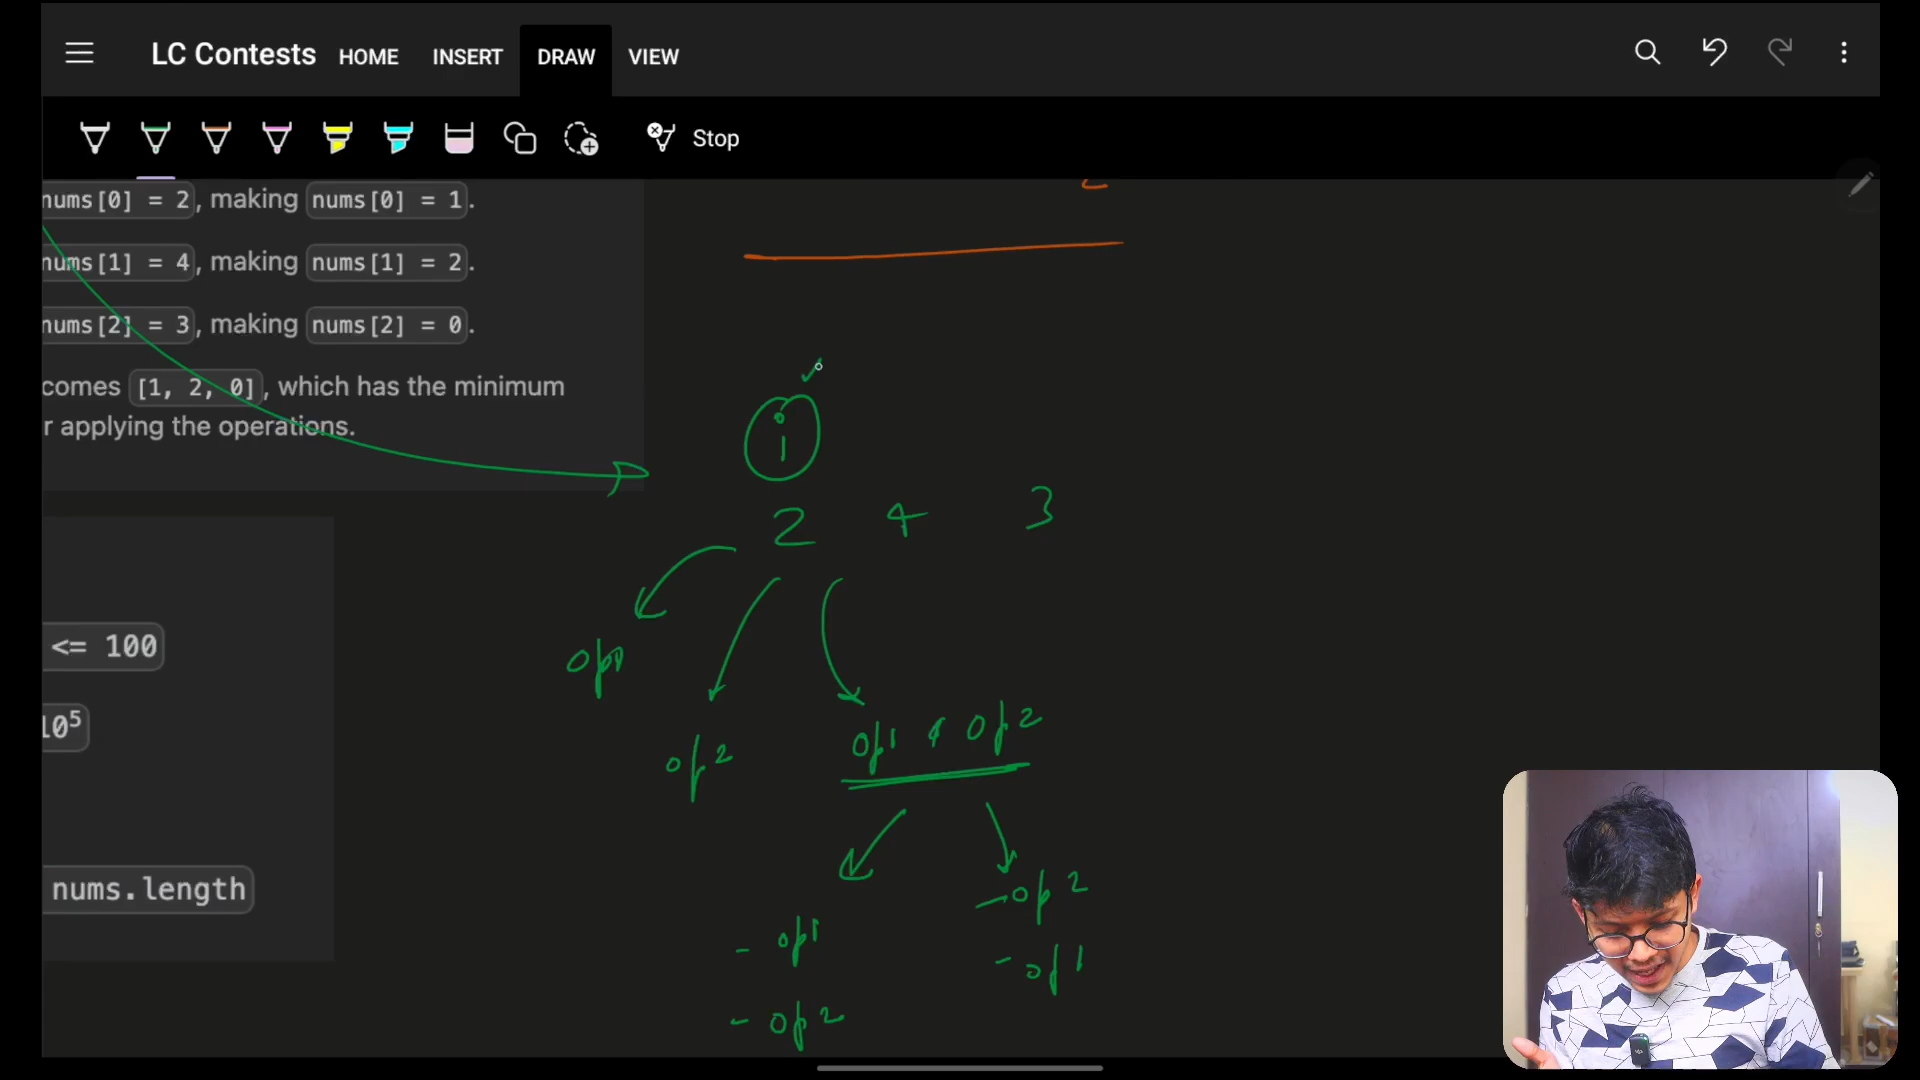 LC Contests HOME INSERT DRAW VIEW
Stop
nums[0] = 2, making nums[0] = 1.
nums[1] = 4, making nums[1] = 2.
nums[2] = 3, making nums[2] = 0.
comes [1, 2, 0], which has the minimum
r applying the operations.
i
2 4 3
op1
op2
op1 & op2
<= 100
10⁵
nums.length
- op1
- op2
- op2
- op1